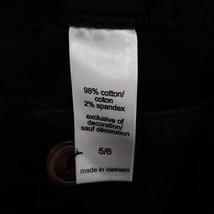 98% cotton/
coton
2% spandex
exclusive of
decoration/
sauf décoration
5/6
made in vietnam